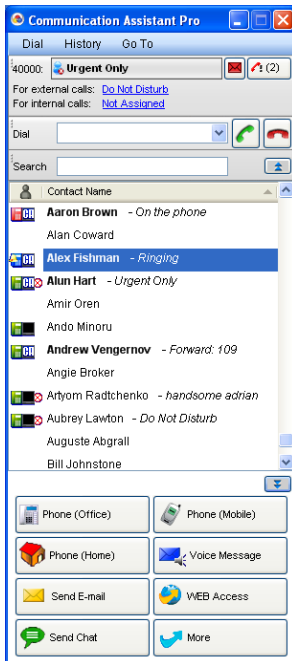 Communication Assistant Pro
Dial History Go To
40000: Urgent Only (2)
For external calls: Do Not Disturb
For internal calls: Not Assigned
Dial
Search
Contact Name
CA Aaron Brown - On the phone
Alan Coward
CA Alex Fishman - Ringing
CA Alun Hart - Urgent Only
Amir Oren
Ando Minoru
CA Andrew Vengernov - Forward: 109
Angie Broker
Artyom Radtchenko - handsome adrian
Aubrey Lawton - Do Not Disturb
Auguste Abgrall
Bill Johnstone
Phone (Office) Phone (Mobile)
Phone (Home) Voice Message
Send E-mail WEB Access
Send Chat More